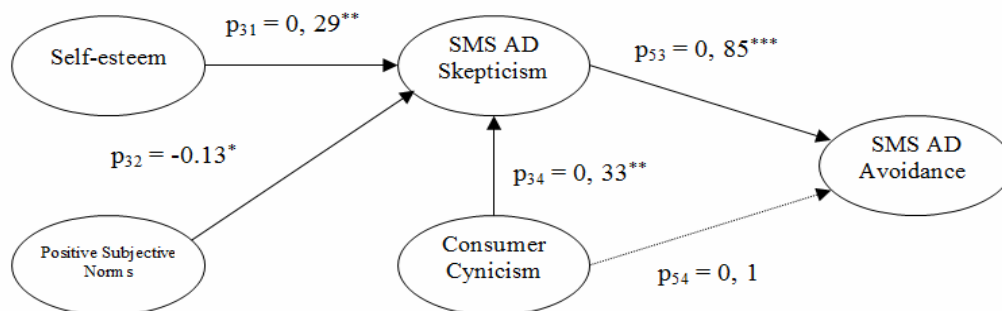 Self-esteem
p31 = 0, 29**
SMS AD
Skepticism
p53 = 0, 85***
p32 = -0.13*
p34 = 0, 33**
SMS AD
Avoidance
Positive Subjective
Norms
Consumer
Cynicism
p54 = 0, 1